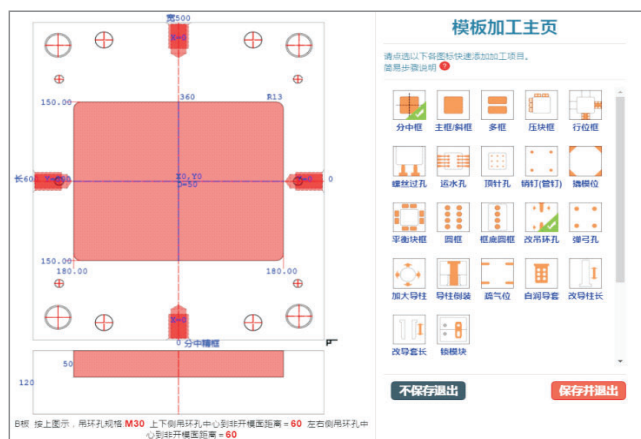 宽500
X=0
360
R13
150.00
长60
X0,Y0
D=50
0
150.00
180.00
180.00
X=0
0 分中精框
50
120
B板 按上图示，吊环孔规格 M30 上下侧吊环孔中心到非开模面距离＝60 左右侧吊环孔中
心到非开模面距离＝60
模板加工主页
请点选以下各图标快速添加加工项目。
简易步骤说明 ?
分中框 主框/斜框 多框 压块框 行位框
螺丝过孔 运水孔 顶针孔 销钉(管钉) 撬模位
平衡块框 圆框 框底圆框 改吊环孔 弹弓孔
加大导柱 导柱倒装 疏气位 自润导套 改导柱长
改导套长 锁模块
不保存退出 保存并退出